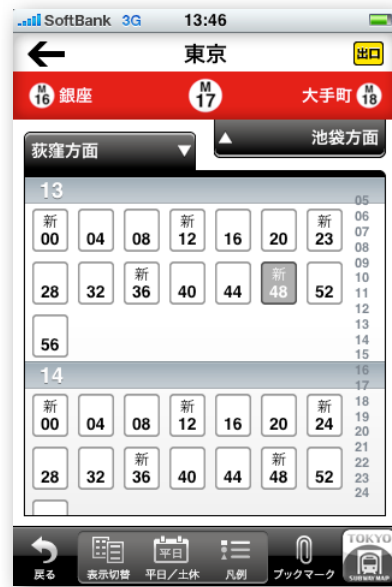 SoftBank 3G 13:46
東京
出口
M 16 銀座
M 17
大手町 M 18
荻窪方面 ▼
▲ 池袋方面
13
新 00
04
08
新 12
16
20
新 23
28
32
新 36
40
44
新 48
52
56
14
新 00
04
08
新 12
16
20
新 24
28
32
新 36
40
44
新 48
52
05
06
07
08
09
10
11
12
13
14
15
16
17
18
19
20
21
22
23
24
戻る
表示切替
平日
平日/土休
凡例
ブックマーク
TOKYO
SUBWAY NAVI